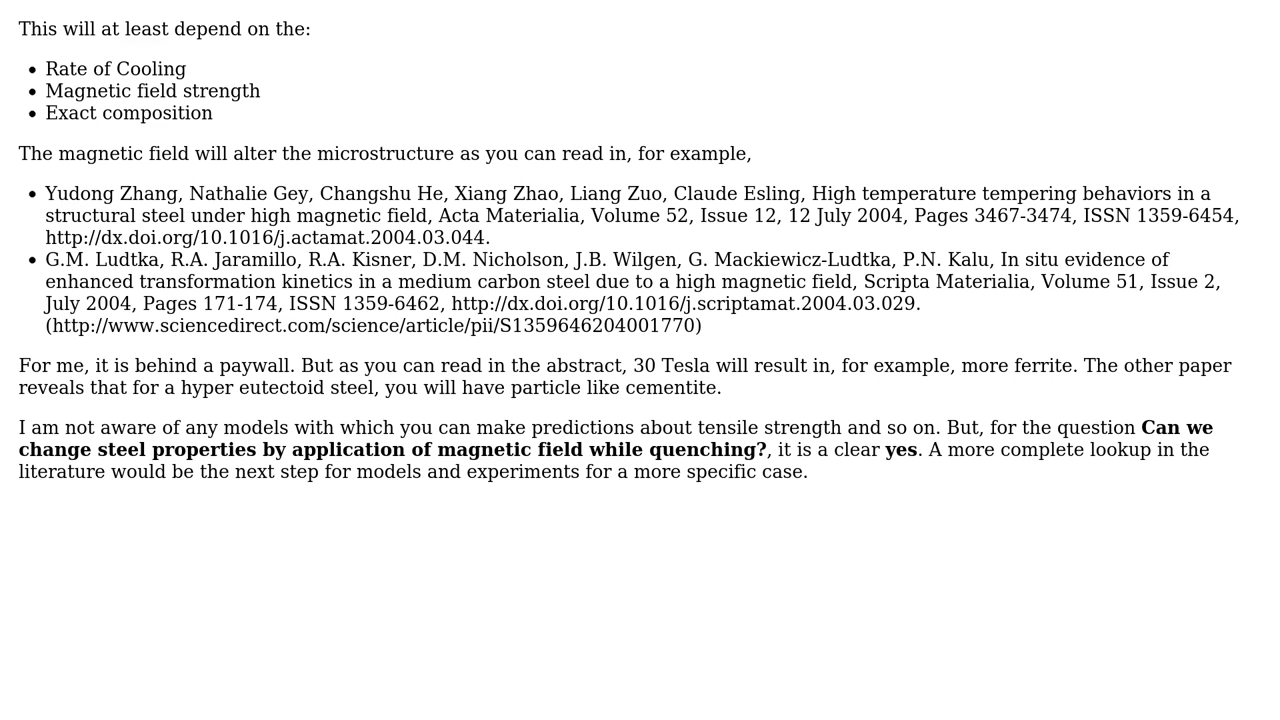 This will at least depend on the:
• Rate of Cooling
• Magnetic field strength
• Exact composition
The magnetic field will alter the microstructure as you can read in, for example,
• Yudong Zhang, Nathalie Gey, Changshu He, Xiang Zhao, Liang Zuo, Claude Esling, High temperature tempering behaviors in a
structural steel under high magnetic field, Acta Materialia, Volume 52, Issue 12, 12 July 2004, Pages 3467-3474, ISSN 1359-6454,
http://dx.doi.org/10.1016/j.actamat.2004.03.044.
• G.M. Ludtka, R.A. Jaramillo, R.A. Kisner, D.M. Nicholson, J.B. Wilgen, G. Mackiewicz-Ludtka, P.N. Kalu, In situ evidence of
enhanced transformation kinetics in a medium carbon steel due to a high magnetic field, Scripta Materialia, Volume 51, Issue 2,
July 2004, Pages 171-174, ISSN 1359-6462, http://dx.doi.org/10.1016/j.scriptamat.2004.03.029.
(http://www.sciencedirect.com/science/article/pii/S1359646204001770)
For me, it is behind a paywall. But as you can read in the abstract, 30 Tesla will result in, for example, more ferrite. The other paper
reveals that for a hyper eutectoid steel, you will have particle like cementite.
I am not aware of any models with which you can make predictions about tensile strength and so on. But, for the question Can we
change steel properties by application of magnetic field while quenching?, it is a clear yes. A more complete lookup in the
literature would be the next step for models and experiments for a more specific case.